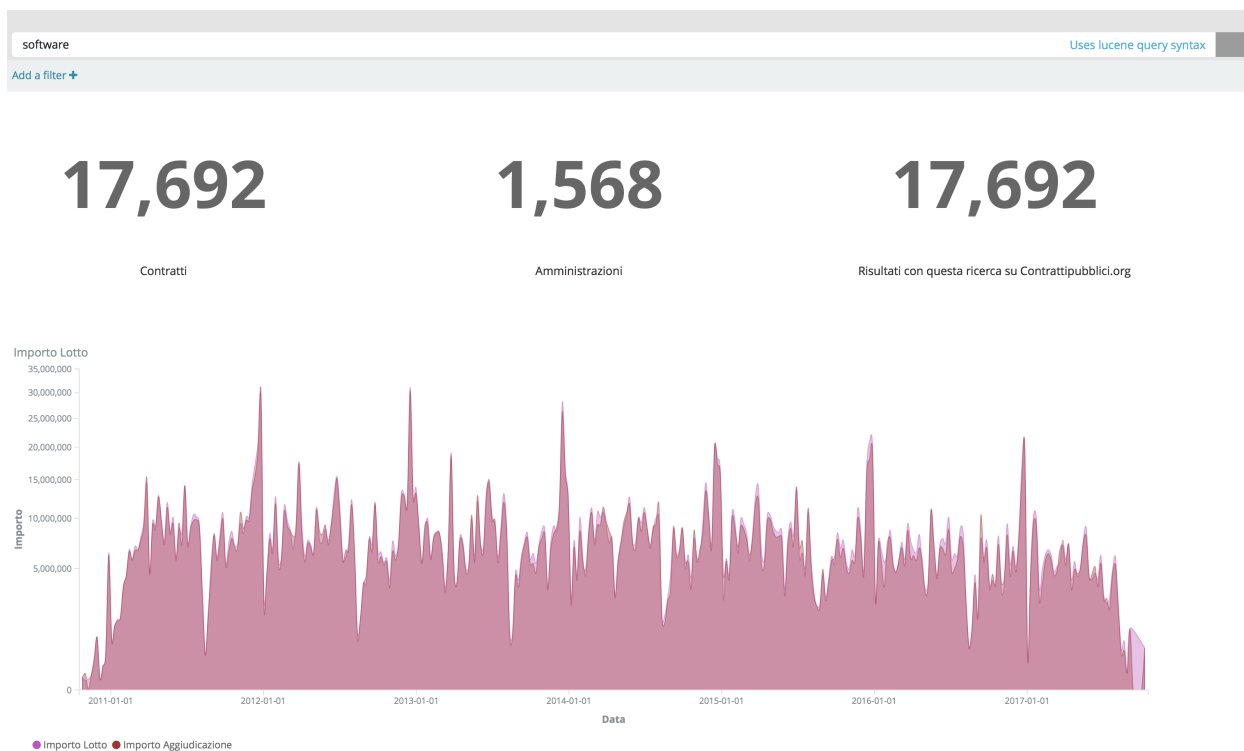 software
Uses lucene query syntax
Add a filter +
17,692
1,568
17,692
Contratti
Amministrazioni
Risultati con questa ricerca su Contrattipubblici.org
Importo Lotto
35,000,000
30,000,000
25,000,000
20,000,000
15,000,000
10,000,000
5,000,000
0
Importo
2011-01-01
2012-01-01
2013-01-01
2014-01-01
2015-01-01
2016-01-01
2017-01-01
Data
Importo Lotto
Importo Aggiudicazione